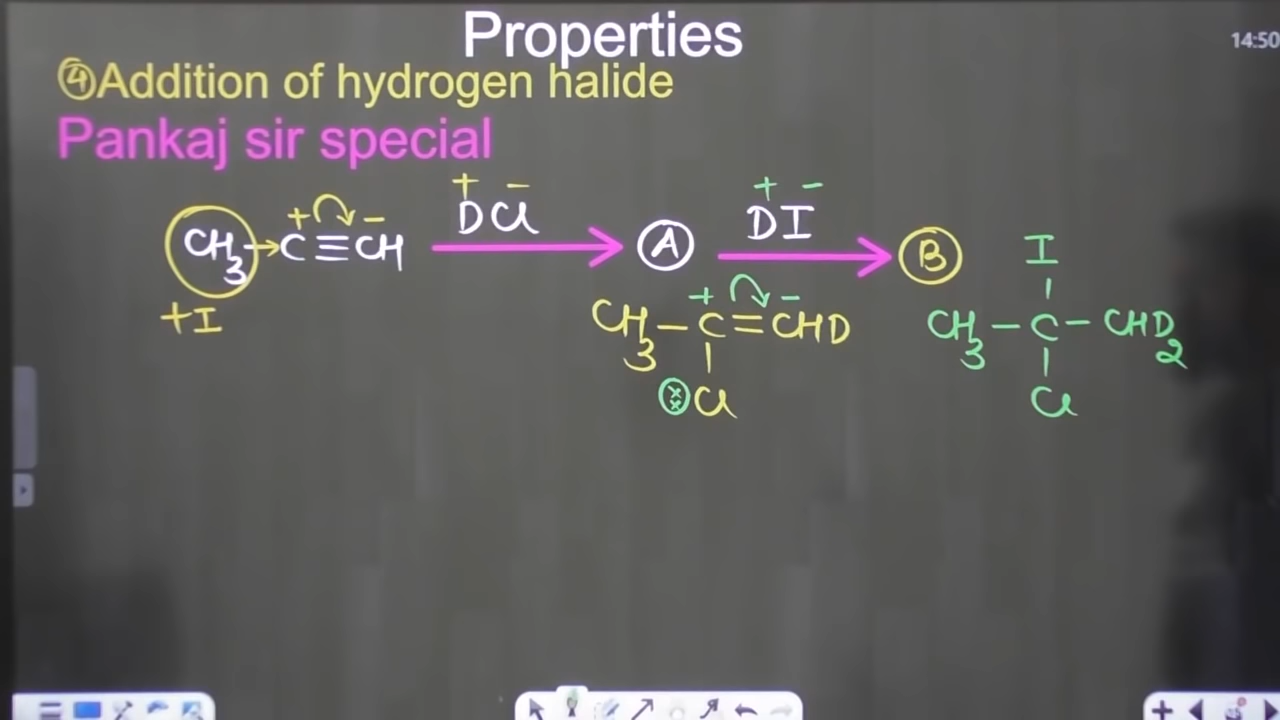 Properties
14:50
④Addition of hydrogen halide
Pankaj sir special
CH3→C≡CH
+ −
+I
+ −
DCl
A
+ −
DI
B
+ −
CH3−C=CHD
Cl
I
CH3−C−CHD2
Cl